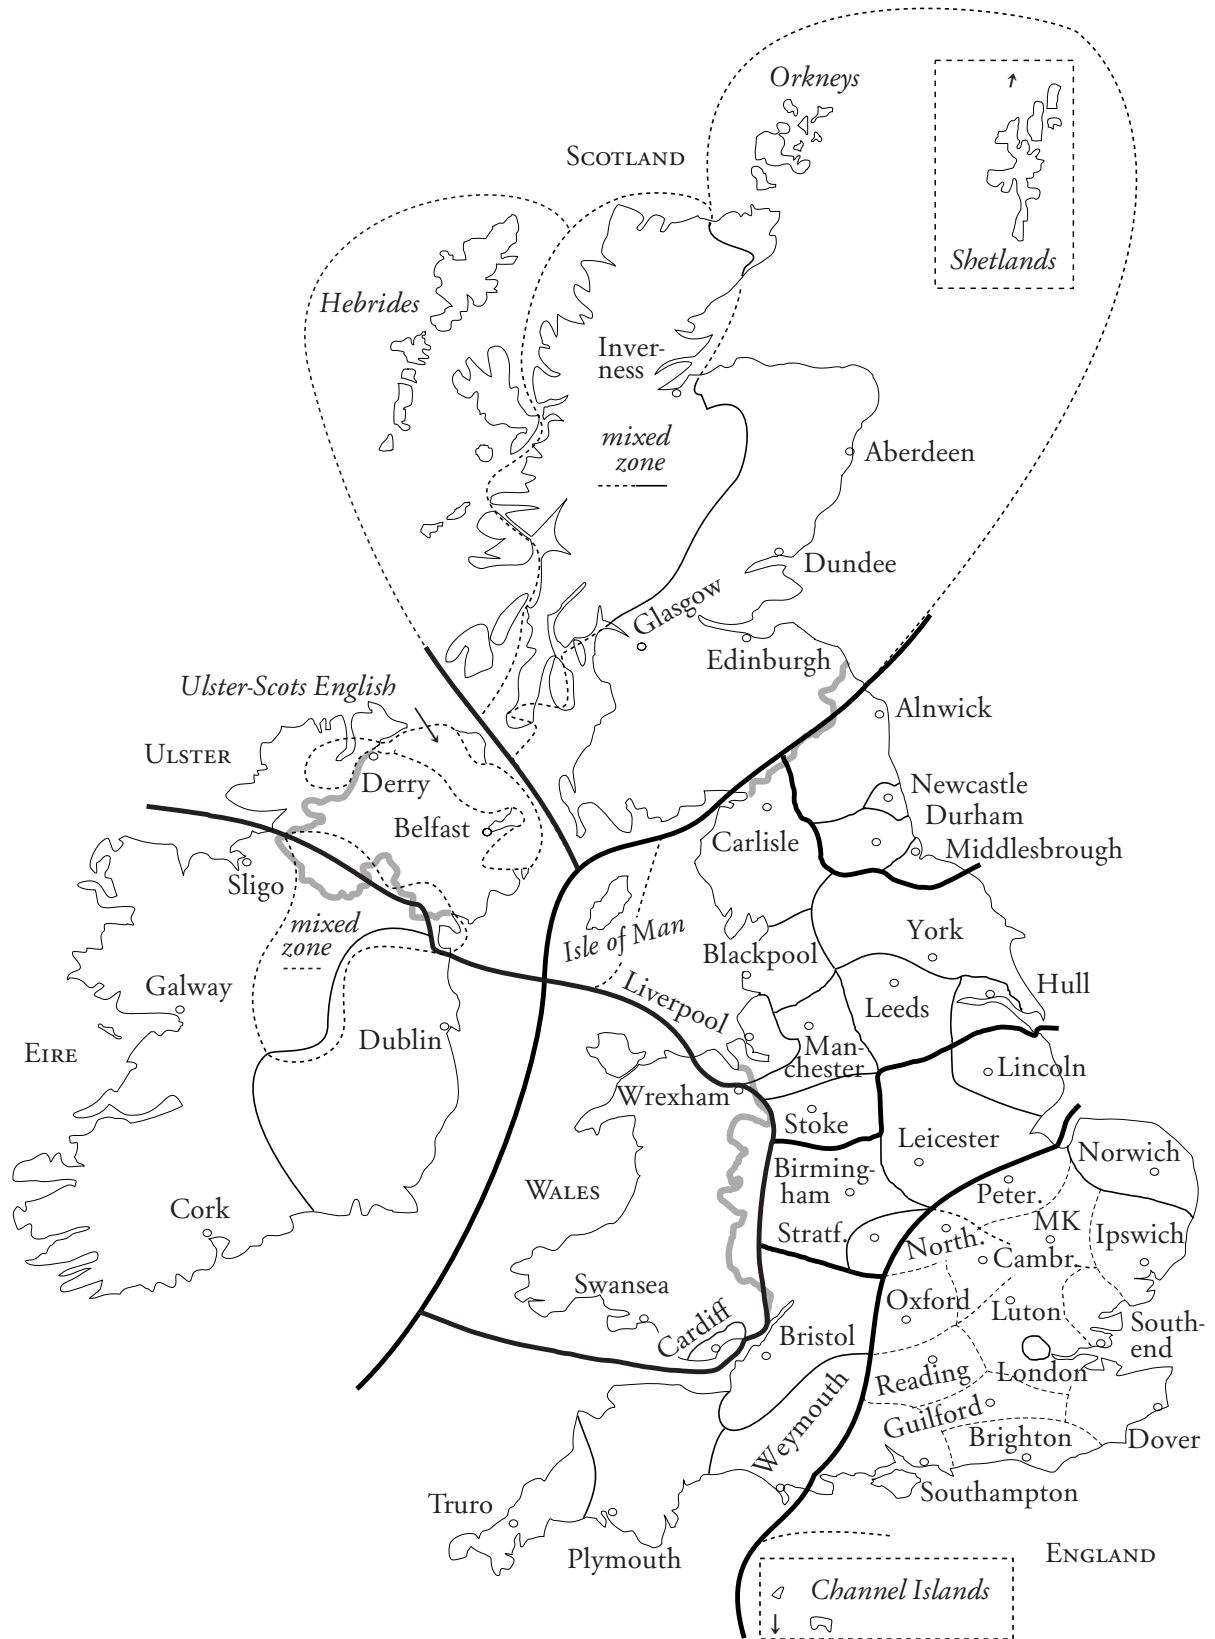 Orkneys
SCOTLAND
Shetlands
Hebrides
Inver-
ness
mixed
zone
Aberdeen
Dundee
Glasgow
Edinburgh
Ulster-Scots English
Alnwick
ULSTER
Derry
Newcastle
Durham
Belfast
Carlisle
Middlesbrough
Sligo
mixed
zone
Isle of Man
York
Blackpool
Galway
Liverpool
Leeds
Hull
Dublin
EIRE
Man-
chester
Lincoln
Wrexham
Stoke
Leicester
Norwich
Birming-
ham
WALES
Peter.
Cork
Stratf.
North.
MK
Ipswich
Cambr.
Swansea
Oxford
Luton
Cardiff
Bristol
South-
end
Reading
London
Weymouth
Guilford
Brighton
Dover
Truro
Southampton
Plymouth
ENGLAND
Channel Islands